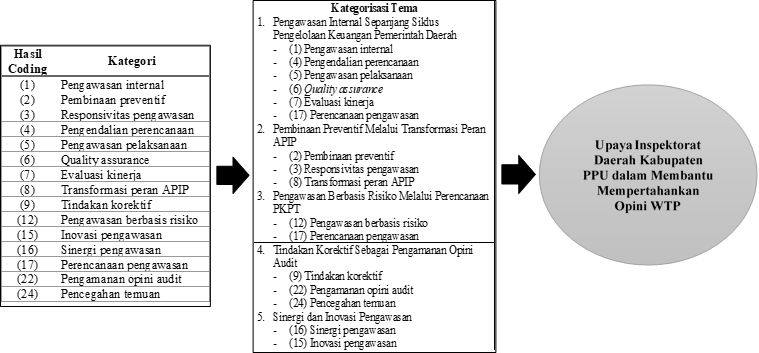 Hasil Coding Kategori
(1) Pengawasan internal
(2) Pembinaan preventif
(3) Responsivitas pengawasan
(4) Pengendalian perencanaan
(5) Pengawasan pelaksanaan
(6) Quality assurance
(7) Evaluasi kinerja
(8) Transformasi peran APIP
(9) Tindakan korektif
(12) Pengawasan berbasis risiko
(15) Inovasi pengawasan
(16) Sinergi pengawasan
(17) Perencanaan pengawasan
(22) Pengamanan opini audit
(24) Pencegahan temuan
Kategorisasi Tema
1. Pengawasan Internal Sepanjang Siklus
Pengelolaan Keuangan Pemerintah Daerah
- (1) Pengawasan internal
- (4) Pengendalian perencanaan
- (5) Pengawasan pelaksanaan
- (6) Quality assurance
- (7) Evaluasi kinerja
- (17) Perencanaan pengawasan
2. Pembinaan Preventif Melalui Transformasi Peran
APIP
- (2) Pembinaan preventif
- (3) Responsivitas pengawasan
- (8) Transformasi peran APIP
3. Pengawasan Berbasis Risiko Melalui Perencanaan
PKPT
- (12) Pengawasan berbasis risiko
- (17) Perencanaan pengawasan
4. Tindakan Korektif Sebagai Pengamanan Opini
Audit
- (9) Tindakan korektif
- (22) Pengamanan opini audit
- (24) Pencegahan temuan
5. Sinergi dan Inovasi Pengawasan
- (16) Sinergi pengawasan
- (15) Inovasi pengawasan
Upaya Inspektorat
Daerah Kabupaten
PPU dalam Membantu
Mempertahankan
Opini WTP